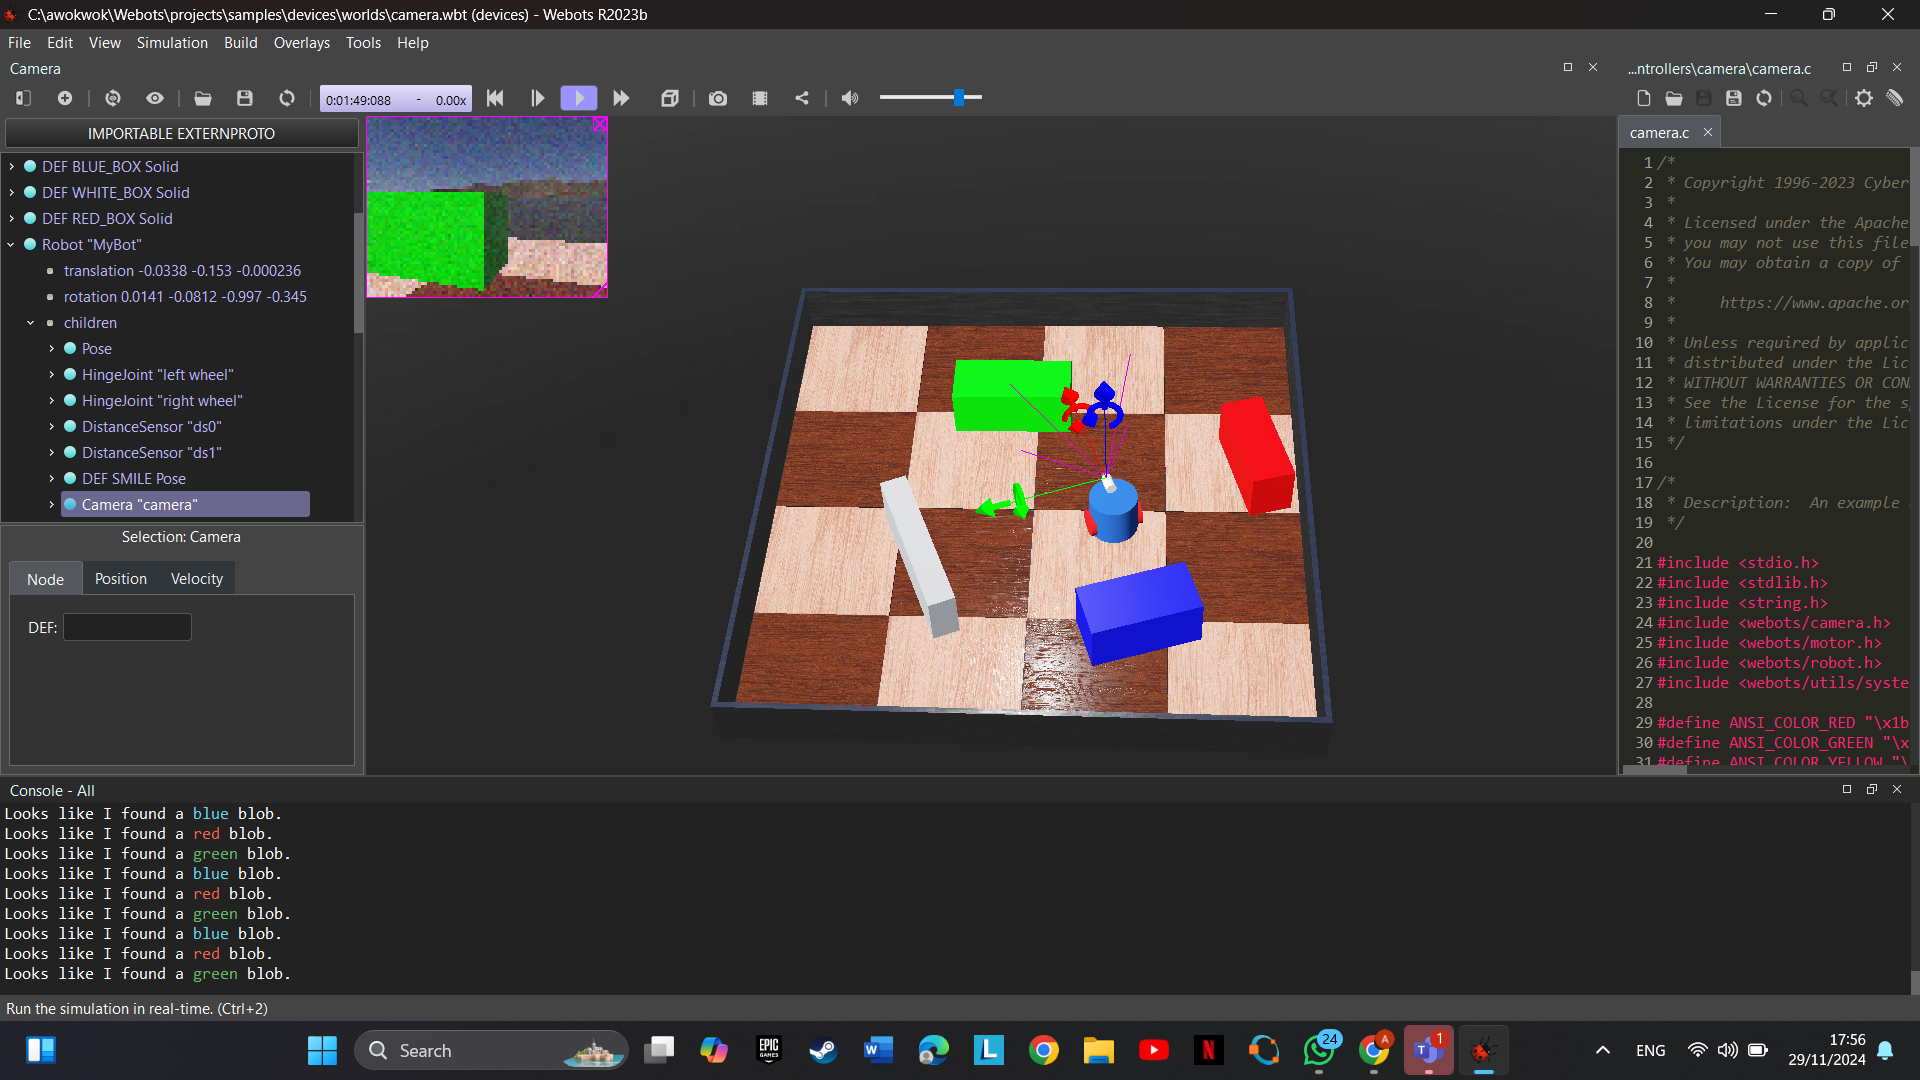 C:\awokwok\Webots\projects\samples\devices\worlds\camera.wbt (devices) - Webots R2023b
File Edit View Simulation Build Overlays Tools Help
Camera
0:01:49:088 - 0.00x
IMPORTABLE EXTERNPROTO
DEF BLUE_BOX Solid
DEF WHITE_BOX Solid
DEF RED_BOX Solid
Robot "MyBot"
translation -0.0338 -0.153 -0.000236
rotation 0.0141 -0.0812 -0.997 -0.345
children
Pose
HingeJoint "left wheel"
HingeJoint "right wheel"
DistanceSensor "ds0"
DistanceSensor "ds1"
DEF SMILE Pose
Camera "camera"
Selection: Camera
Node Position Velocity
DEF:
...ntrollers\camera\camera.c
camera.c
1 /*
2 * Copyright 1996-2023 Cyber
3 *
4 * Licensed under the Apache
5 * you may not use this file
6 * You may obtain a copy of
7 *
8 * https://www.apache.or
9 *
10 * Unless required by applic
11 * distributed under the Lic
12 * WITHOUT WARRANTIES OR CON
13 * See the License for the s
14 * limitations under the Lic
15 */
16
17 /*
18 * Description: An example
19 */
20
21 #include <stdio.h>
22 #include <stdlib.h>
23 #include <string.h>
24 #include <webots/camera.h>
25 #include <webots/motor.h>
26 #include <webots/robot.h>
27 #include <webots/utils/syste
28
29 #define ANSI_COLOR_RED "\x1b
30 #define ANSI_COLOR_GREEN "\x
31 #define ANSI_COLOR_YELLOW "\
Console - All
Looks like I found a blue blob.
Looks like I found a red blob.
Looks like I found a green blob.
Looks like I found a blue blob.
Looks like I found a red blob.
Looks like I found a green blob.
Looks like I found a blue blob.
Looks like I found a red blob.
Looks like I found a green blob.
Run the simulation in real-time. (Ctrl+2)
Search
EPIC GAMES
W
L
N
24
A
T
1
ENG
17:56
29/11/2024